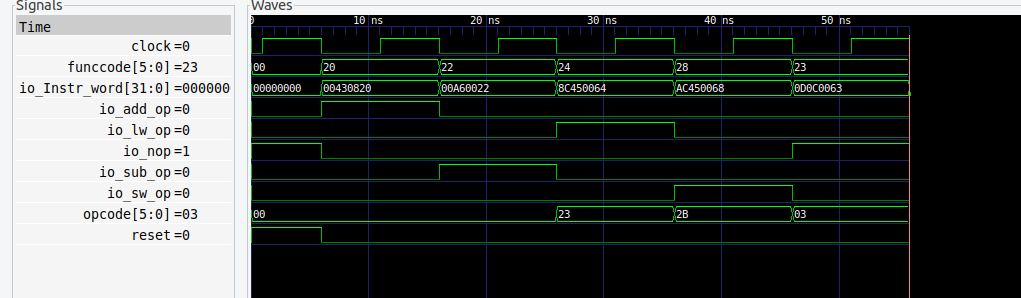 Signals
Waves
Time
0 10 ns 20 ns 30 ns 40 ns 50 ns
clock=0
funccode[5:0]=23 00 20 22 24 28 23
io_Instr_word[31:0]=000000 00000000 00430820 00A60022 8C450064 AC450068 0D0C0063
io_add_op=0
io_lw_op=0
io_nop=1
io_sub_op=0
io_sw_op=0
opcode[5:0]=03 00 23 2B 03
reset=0